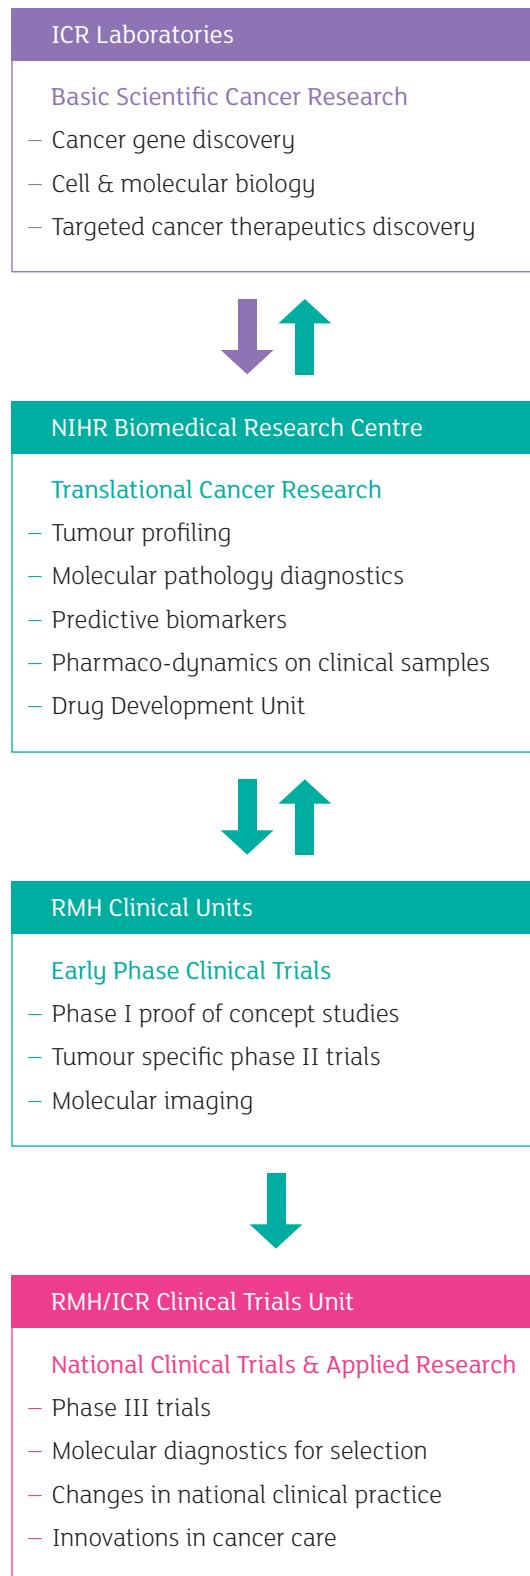 ICR Laboratories
Basic Scientific Cancer Research
– Cancer gene discovery
– Cell & molecular biology
– Targeted cancer therapeutics discovery
NIHR Biomedical Research Centre
Translational Cancer Research
– Tumour profiling
– Molecular pathology diagnostics
– Predictive biomarkers
– Pharmaco-dynamics on clinical samples
– Drug Development Unit
RMH Clinical Units
Early Phase Clinical Trials
– Phase I proof of concept studies
– Tumour specific phase II trials
– Molecular imaging
RMH/ICR Clinical Trials Unit
National Clinical Trials & Applied Research
– Phase III trials
– Molecular diagnostics for selection
– Changes in national clinical practice
– Innovations in cancer care